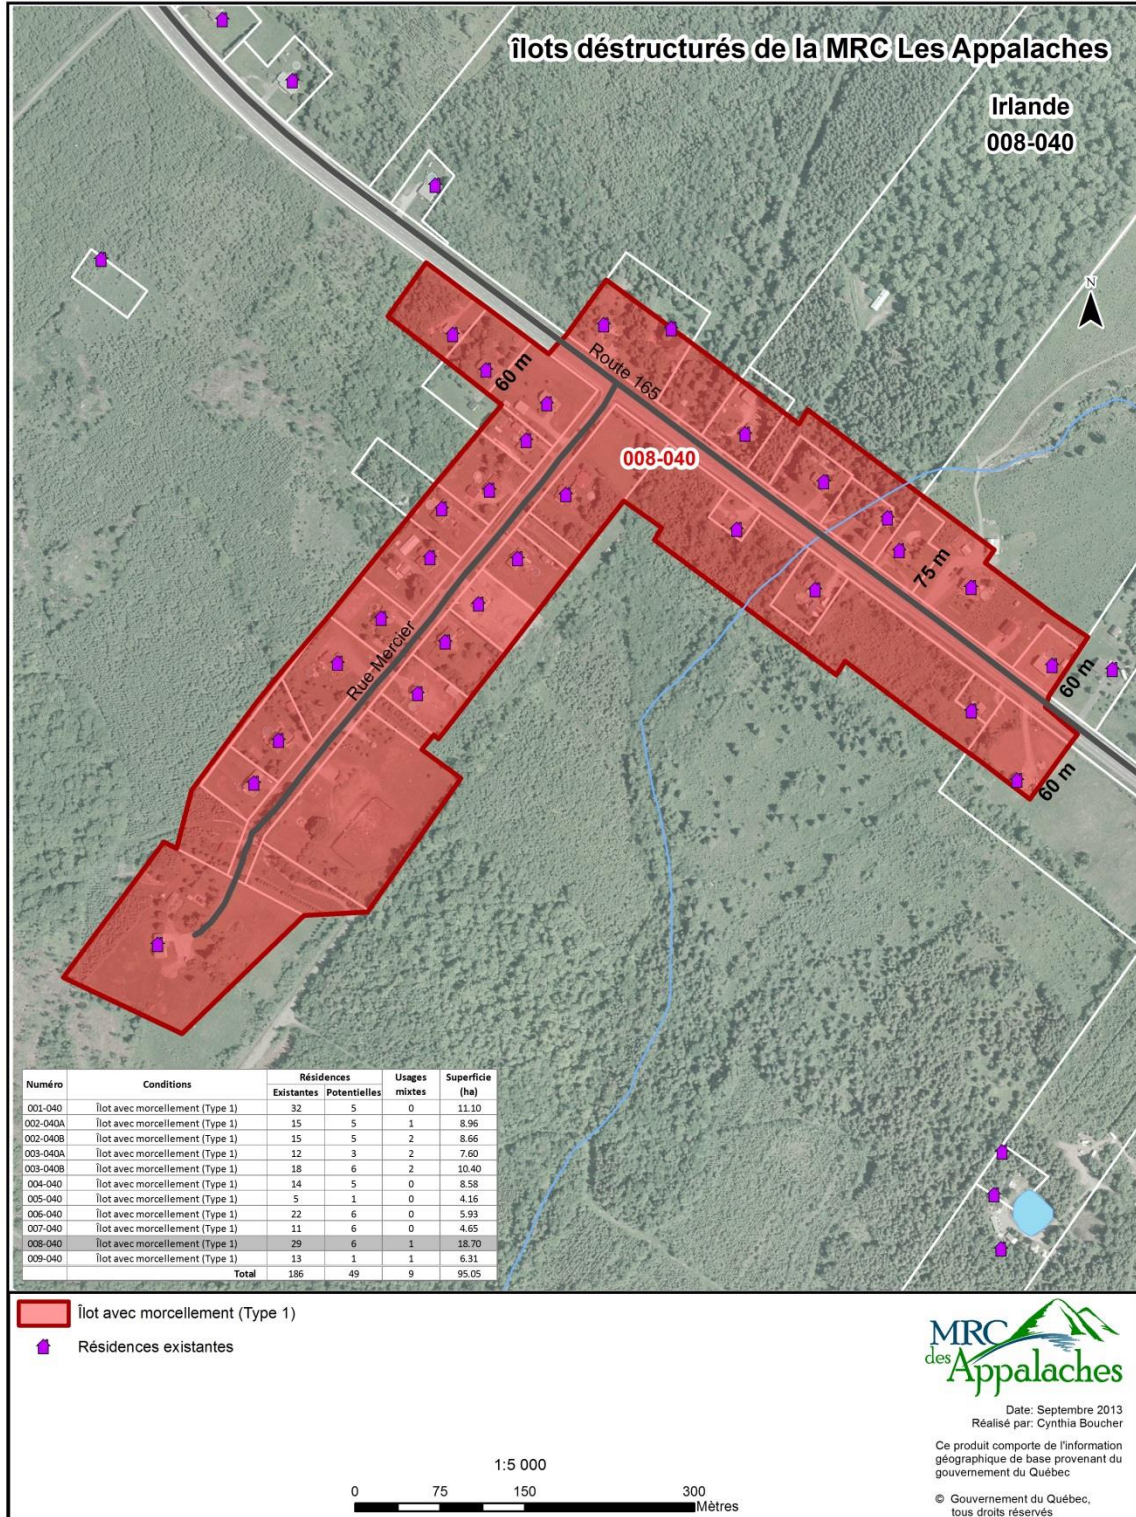 îlots déstructurés de la MRC Les Appalaches
Irlande
008-040
N
Route 165
60 m
008-040
75 m
Rue Mercier
60 m
60 m
Numéro Conditions Résidences Usages mixtes Superficie (ha)
Existantes Potentielles
001-040 Îlot avec morcellement (Type 1) 32 5 0 11.10
002-040A Îlot avec morcellement (Type 1) 15 5 1 8.96
002-040B Îlot avec morcellement (Type 1) 15 5 2 8.66
003-040A Îlot avec morcellement (Type 1) 12 3 2 7.60
003-040B Îlot avec morcellement (Type 1) 18 6 2 10.40
004-040 Îlot avec morcellement (Type 1) 14 5 0 8.58
005-040 Îlot avec morcellement (Type 1) 5 1 0 4.16
006-040 Îlot avec morcellement (Type 1) 22 6 0 5.93
007-040 Îlot avec morcellement (Type 1) 11 6 0 4.65
008-040 Îlot avec morcellement (Type 1) 29 6 1 18.70
009-040 Îlot avec morcellement (Type 1) 13 1 1 6.31
Total 186 49 9 95.05
Îlot avec morcellement (Type 1)
Résidences existantes
1:5 000
0 75 150 300
Mètres
MRC
des Appalaches
Date: Septembre 2013
Réalisé par: Cynthia Boucher
Ce produit comporte de l'information
géographique de base provenant du
gouvernement du Québec
© Gouvernement du Québec,
tous droits réservés